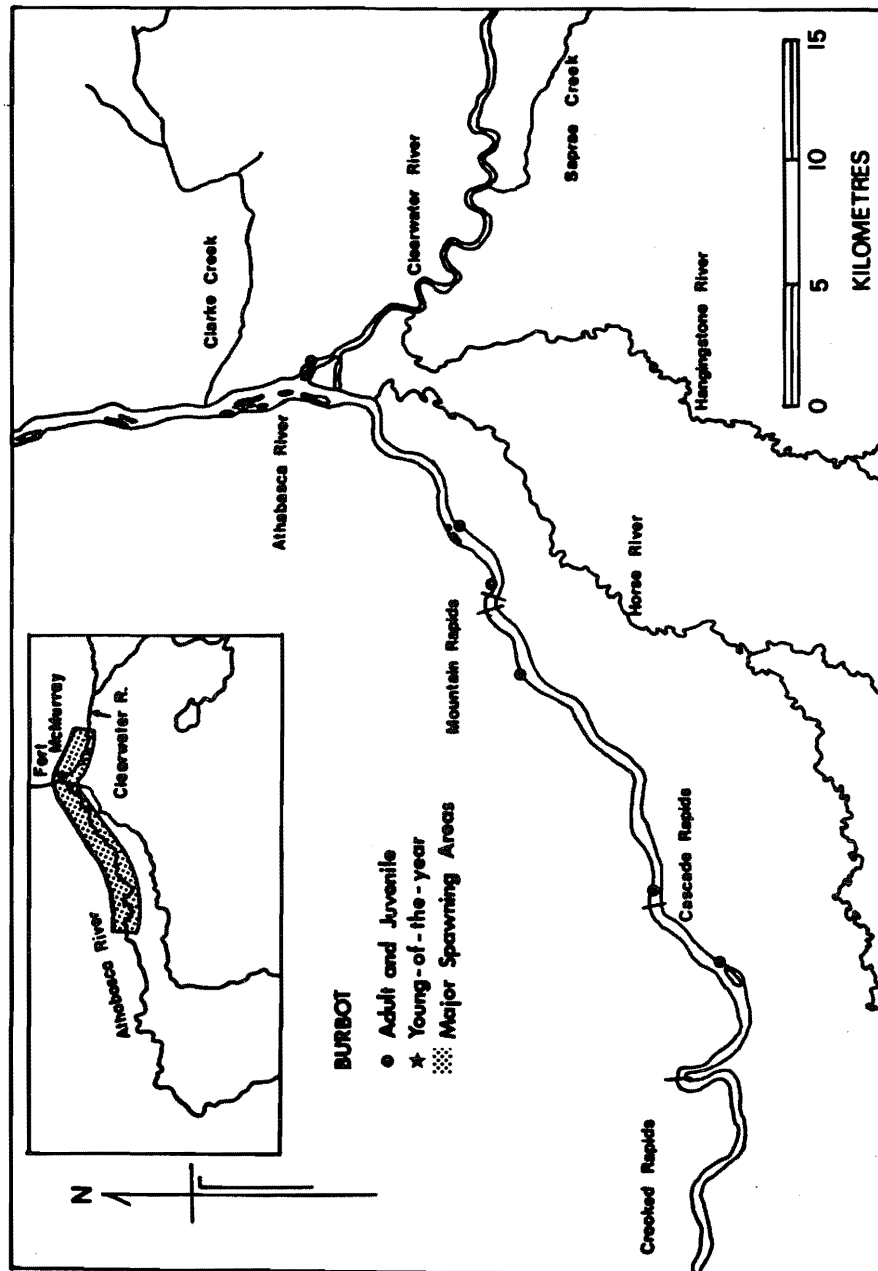 N
Fort
McMurray
Clearwater R.
Athabasca River
BURBOT
Adult and Juvenile
Young-of-the-year
Major Spawning Areas
Clarke Creek
Athabasca River
Clearwater River
Saprae Creek
Mountain Rapids
Horse River
Hangingstone River
Cascade Rapids
Crooked Rapids
0 5 10 15
KILOMETRES